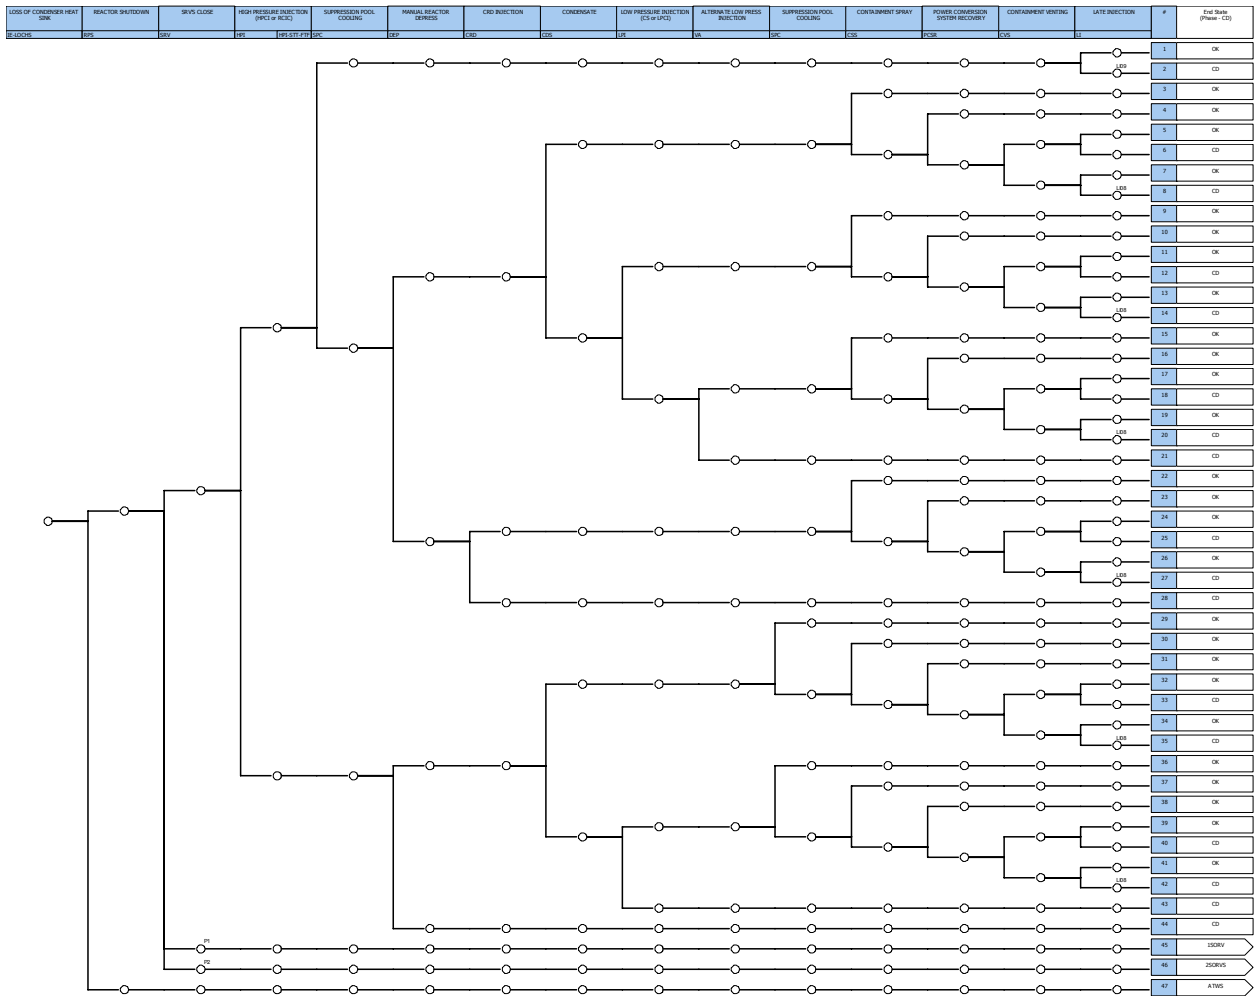 LOSS OF CONDENSER HEAT
SINK
REACTOR SHUTDOWN
SRVS CLOSE
HIGH PRESSURE INJECTION
(HPCI or RCIC)
SUPPRESSION POOL
COOLING
MANUAL REACTOR
DEPRESS
CRD INJECTION
CONDENSATE
LOW PRESSURE INJECTION
(CS or LPCI)
ALTERNATE LOW PRESS
INJECTION
SUPPRESSION POOL
COOLING
CONTAINMENT SPRAY
POWER CONVERSION
SYSTEM RECOVERY
CONTAINMENT VENTING
LATE INJECTION
#
End State
(Phase - CD)
IE-LOCHS
RPS
SRV
HPI
HPI-STT-FTF
SPC
DEP
CRD
CDS
LPI
VA
SPC
CSS
PCSR
CVS
LI
1 OK
LI09
2 CD
3 OK
4 OK
5 OK
6 CD
7 OK
LI08
8 CD
9 OK
10 OK
11 OK
12 CD
13 OK
LI08
14 CD
15 OK
16 OK
17 OK
18 CD
19 OK
LI08
20 CD
21 CD
22 OK
23 OK
24 OK
25 CD
26 OK
LI08
27 CD
28 CD
29 OK
30 OK
31 OK
32 OK
33 CD
34 OK
LI08
35 CD
36 OK
37 OK
38 OK
39 OK
40 CD
41 OK
LI08
42 CD
43 CD
44 CD
P1
45 1SORV
P2
46 2SORVS
47 ATWS